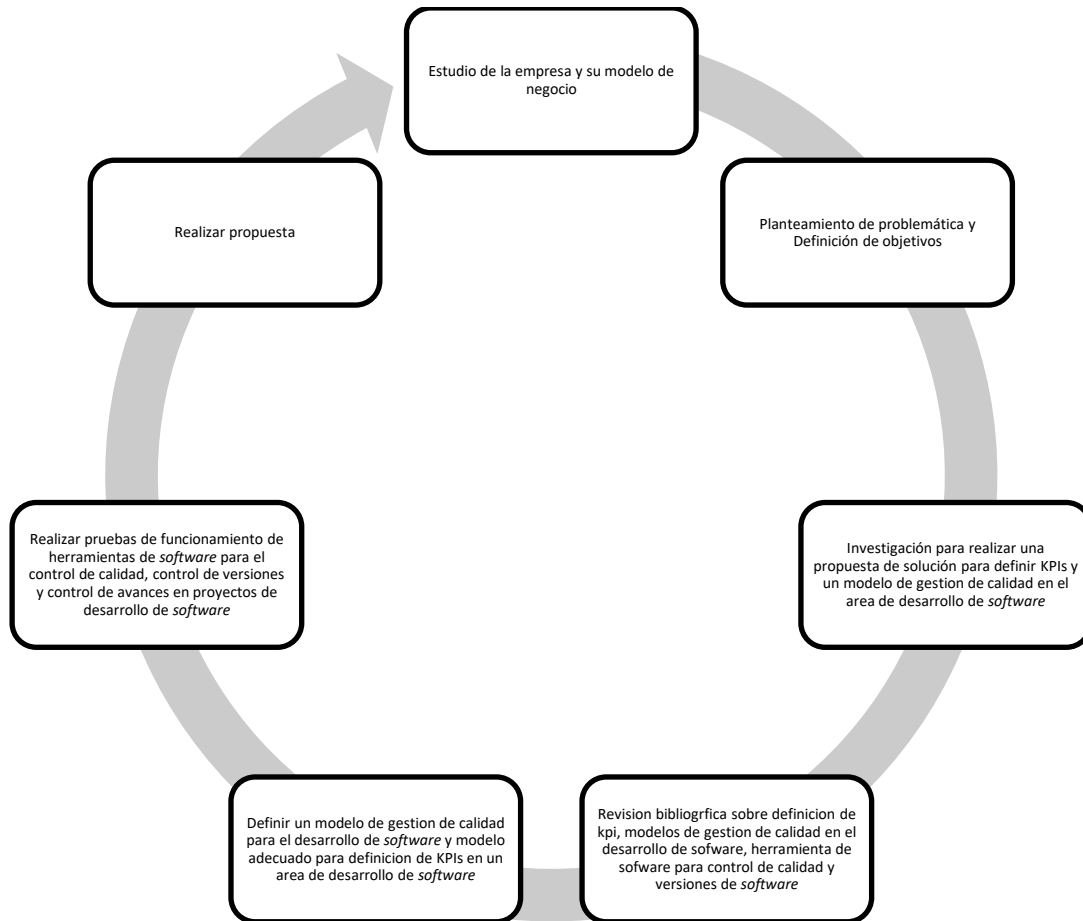 Estudio de la empresa y su modelo de
negocio
Planteamiento de problemática y
Definición de objetivos
Investigación para realizar una
propuesta de solución para definir KPIs y
un modelo de gestion de calidad en el
area de desarrollo de software
Revision bibliogrfica sobre definicion de
kpi, modelos de gestion de calidad en el
desarrollo de sofware, herramienta de
sofware para control de calidad y
versiones de software
Definir un modelo de gestion de calidad
para el desarrollo de software y modelo
adecuado para definicion de KPIs en un
area de desarrollo de software
Realizar pruebas de funcionamiento de
herramientas de software para el
control de calidad, control de versiones
y control de avances en proyectos de
desarrollo de software
Realizar propuesta